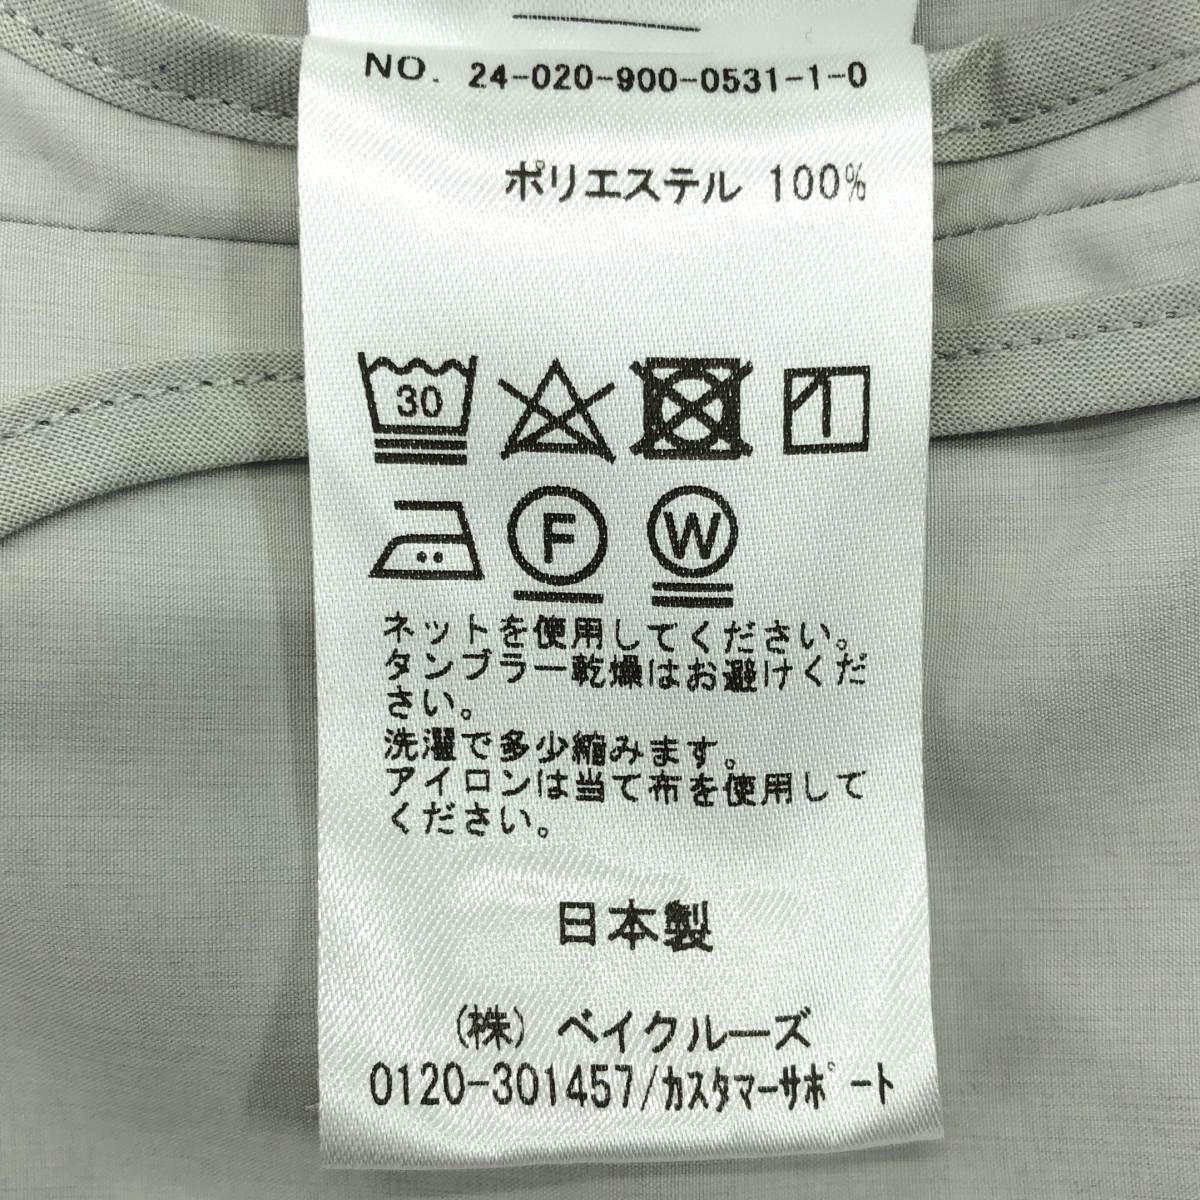 NO. 24-020-900-0531-1-0
ポリエステル 100%
30
F W
ネットを使用してください。
タンブラー乾燥はお避けくだ
さい。
洗濯で多少縮みます。
アイロンは当て布を使用して
ください。
日本製
(株) ベイクルーズ
0120-301457/カスタマーサポート